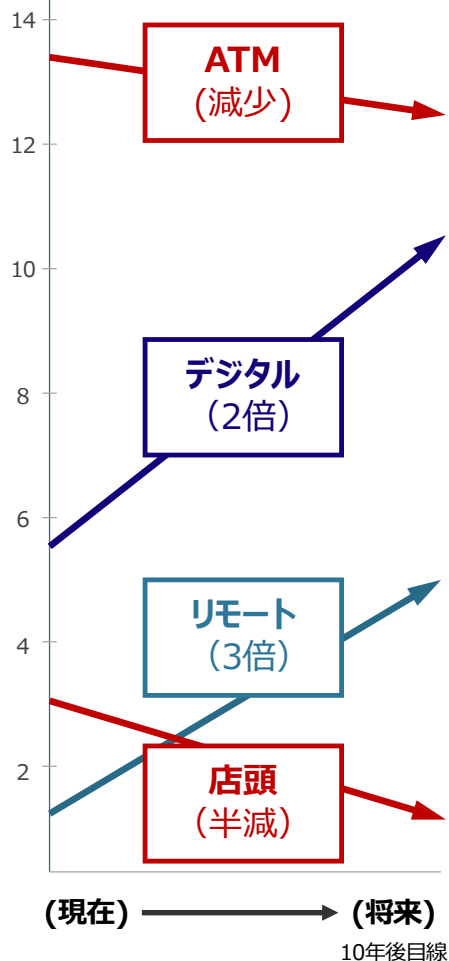 14
ATM
(減少)
12
10
デジタル
（2倍）
8
6
リモート
（3倍）
4
2
店頭
（半減）
(現在) (将来)
10年後目線